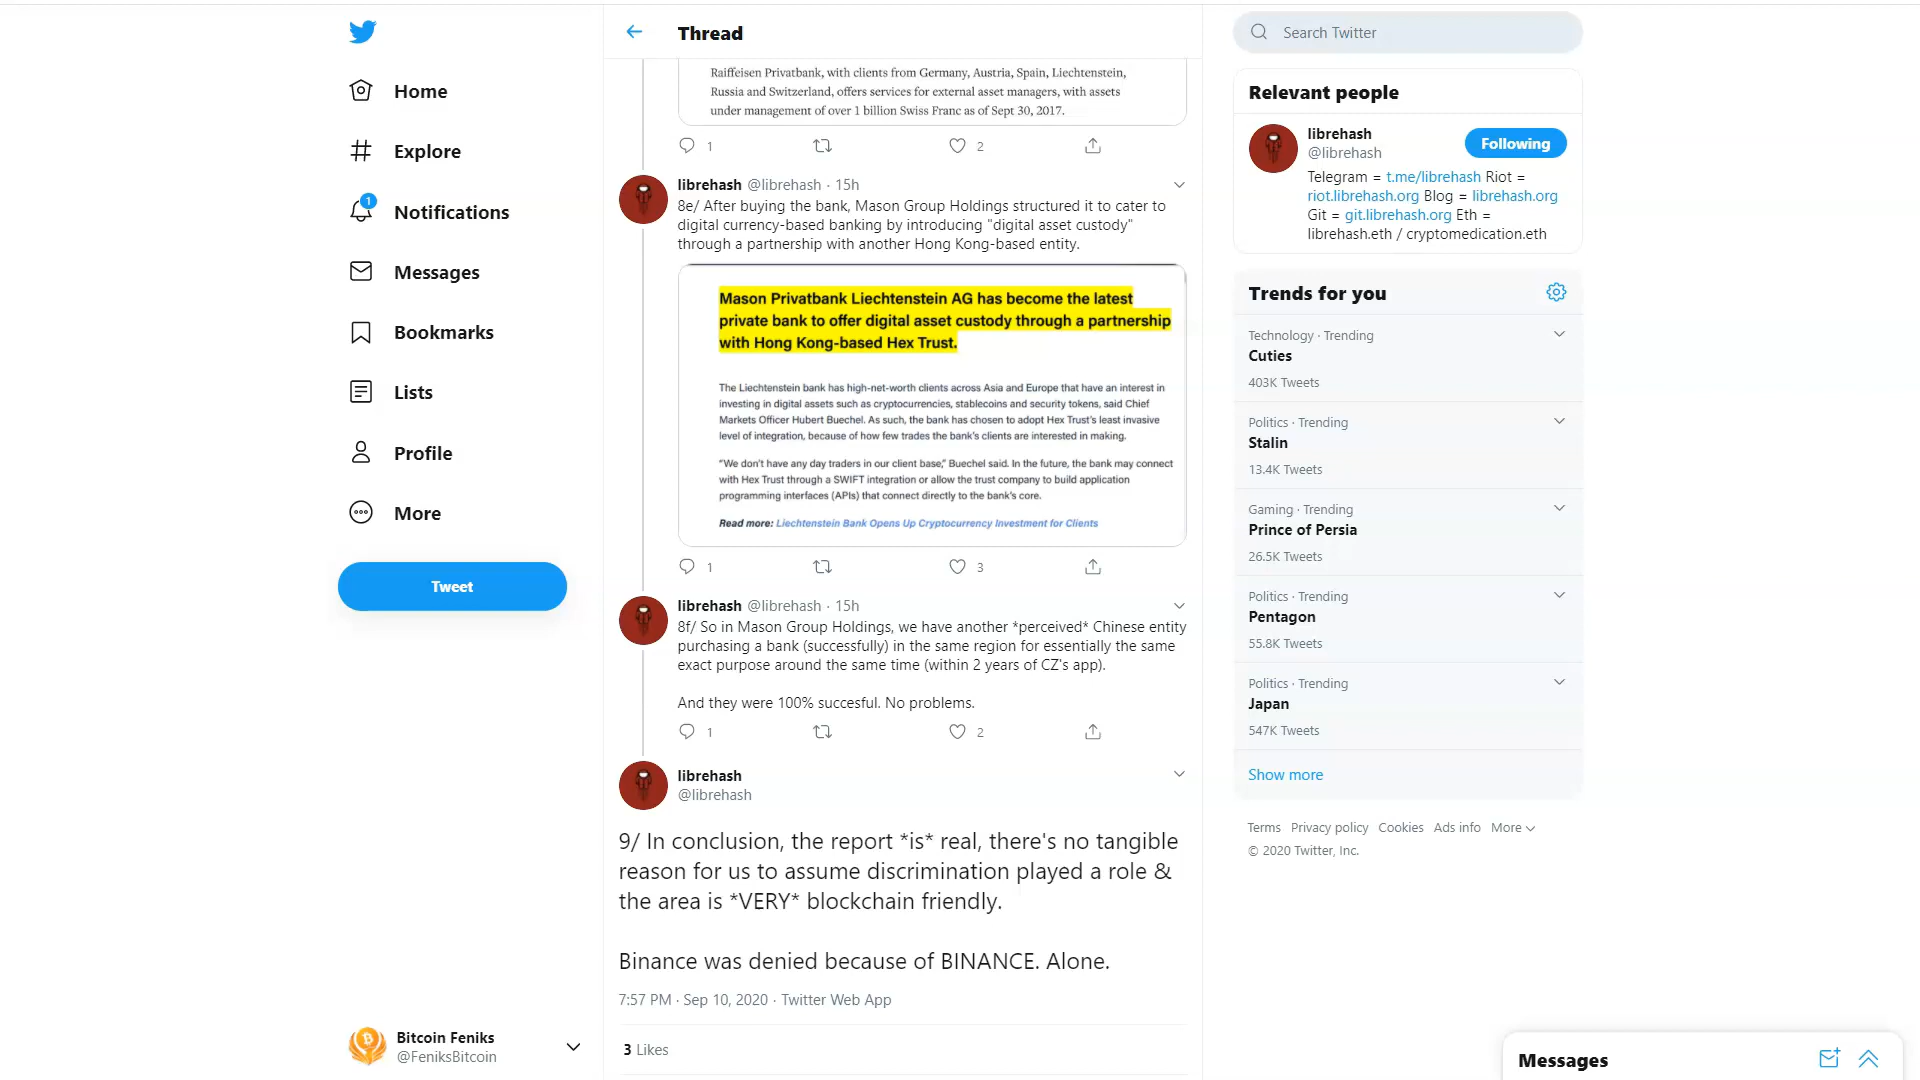 Home
Explore
1
Notifications
Messages
Bookmarks
Lists
Profile
More
Tweet
Bitcoin Feniks
@FeniksBitcoin
Thread
Raiffeisen Privatbank, with clients from Germany, Austria, Spain, Liechtenstein,
Russia and Switzerland, offers services for external asset managers, with assets
under management of over 1 billion Swiss Franc as of Sept 30, 2017.
1 2
librehash @librehash · 15h
8e/ After buying the bank, Mason Group Holdings structured it to cater to
digital currency-based banking by introducing "digital asset custody"
through a partnership with another Hong Kong-based entity.
Mason Privatbank Liechtenstein AG has become the latest
private bank to offer digital asset custody through a partnership
with Hong Kong-based Hex Trust.
The Liechtenstein bank has high-net-worth clients across Asia and Europe that have an interest in
investing in digital assets such as cryptocurrencies, stablecoins and security tokens, said Chief
Markets Officer Hubert Buechel. As such, the bank has chosen to adopt Hex Trust's least invasive
level of integration, because of how few trades the bank's clients are interested in making.
"We don't have any day traders in our client base," Buechel said. In the future, the bank may connect
with Hex Trust through a SWIFT integration or allow the trust company to build application
programming interfaces (APIs) that connect directly to the bank's core.
Read more: Liechtenstein Bank Opens Up Cryptocurrency Investment for Clients
1 3
librehash @librehash · 15h
8f/ So in Mason Group Holdings, we have another *perceived* Chinese entity
purchasing a bank (successfully) in the same region for essentially the same
exact purpose around the same time (within 2 years of CZ's app).
And they were 100% succesful. No problems.
1 2
librehash
@librehash
9/ In conclusion, the report *is* real, there's no tangible
reason for us to assume discrimination played a role &
the area is *VERY* blockchain friendly.
Binance was denied because of BINANCE. Alone.
7:57 PM · Sep 10, 2020 · Twitter Web App
3 Likes
Search Twitter
Relevant people
librehash
@librehash
Following
Telegram = t.me/librehash Riot =
riot.librehash.org Blog = librehash.org
Git = git.librehash.org Eth =
librehash.eth / cryptomedication.eth
Trends for you
Technology · Trending
Cuties
403K Tweets
Politics · Trending
Stalin
13.4K Tweets
Gaming · Trending
Prince of Persia
26.5K Tweets
Politics · Trending
Pentagon
55.8K Tweets
Politics · Trending
Japan
547K Tweets
Show more
Terms Privacy policy Cookies Ads info More
© 2020 Twitter, Inc.
Messages